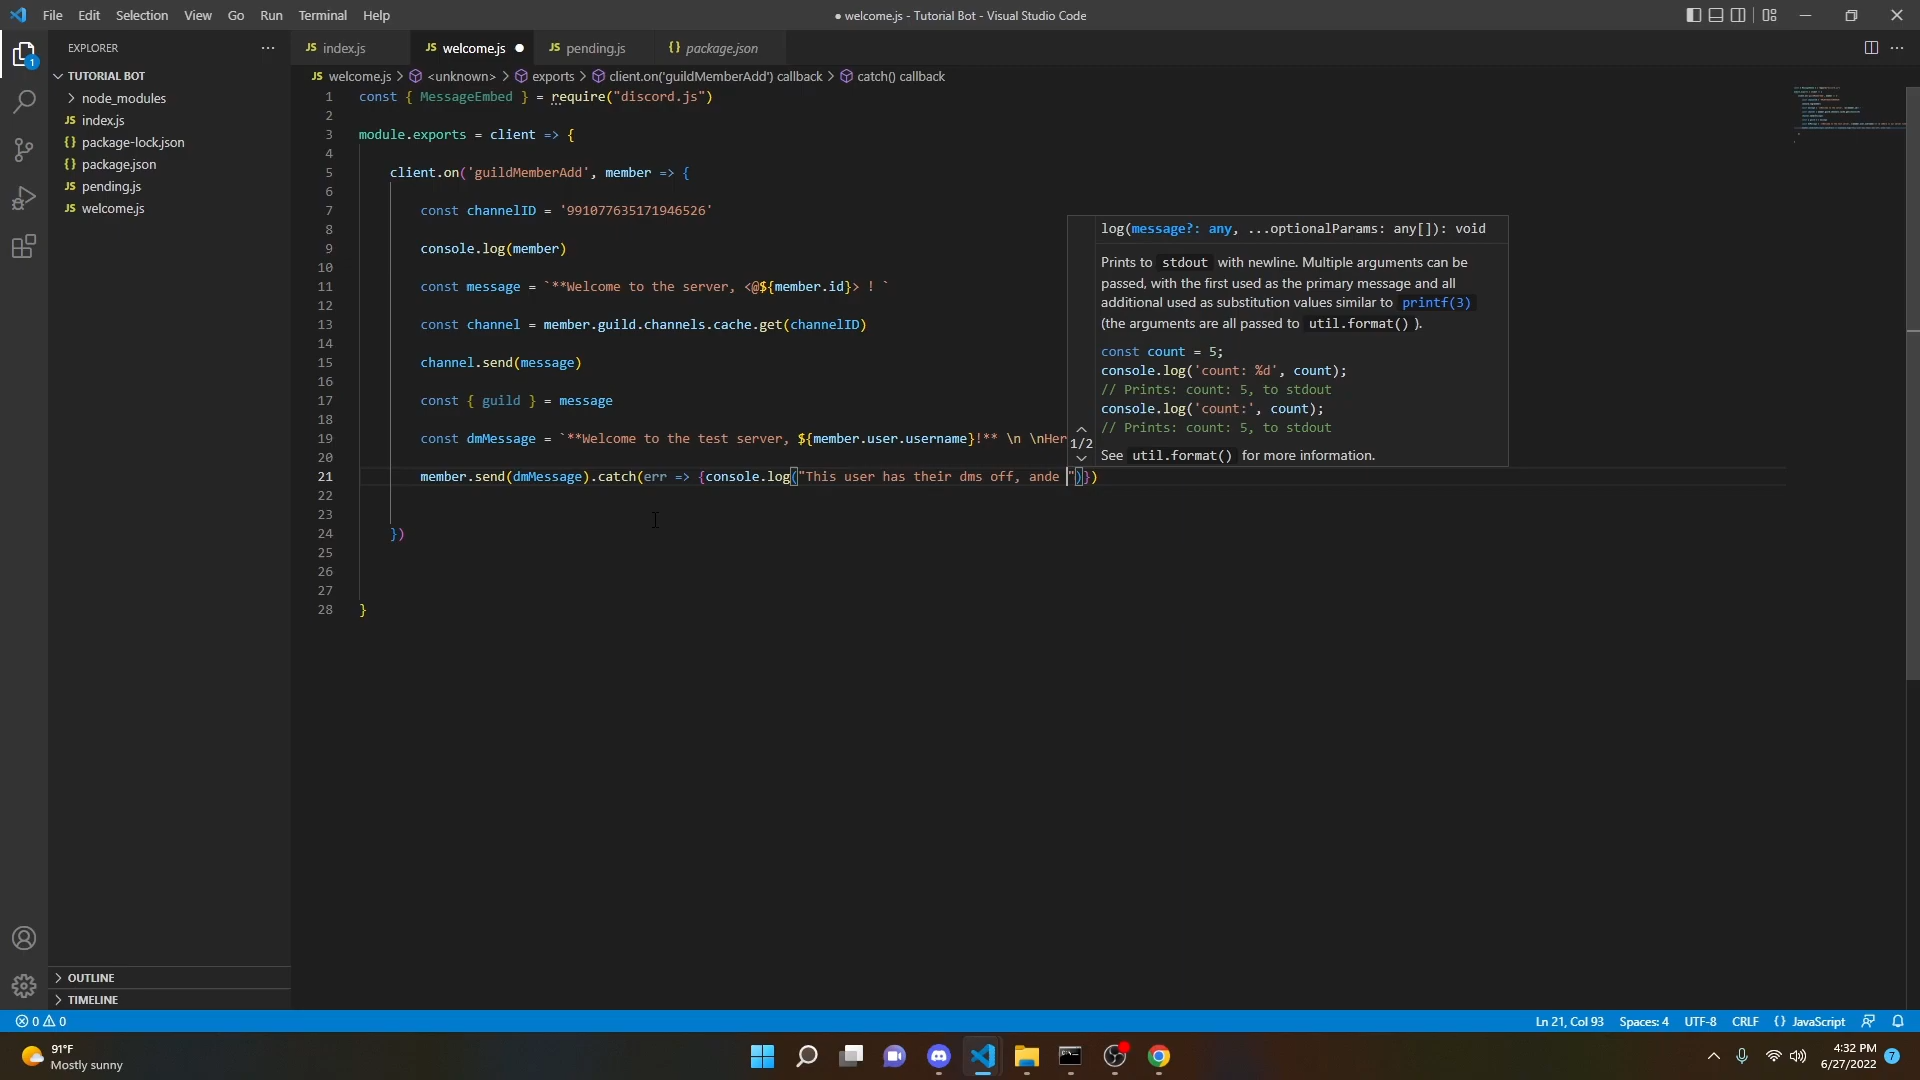 File Edit Selection View Go Run Terminal Help
● welcome.js - Tutorial Bot - Visual Studio Code
EXPLORER
JS index.js
JS welcome.js ●
JS pending.js
{} package.json
TUTORIAL BOT
node_modules
JS index.js
{} package-lock.json
{} package.json
JS pending.js
JS welcome.js
JS welcome.js > <unknown> > exports > client.on('guildMemberAdd') callback > catch() callback
1 const { MessageEmbed } = require("discord.js")
2
3 module.exports = client => {
4
5 client.on('guildMemberAdd', member => {
6
7 const channelID = '991077635171946526'
8
9 console.log(member)
10
11 const message = `**Welcome to the server, <@${member.id}> ! `
12
13 const channel = member.guild.channels.cache.get(channelID)
14
15 channel.send(message)
16
17 const { guild } = message
18
19 const dmMessage = `**Welcome to the test server, ${member.user.username}!** \n \nHer
20
21 member.send(dmMessage).catch(err => {console.log("This user has their dms off, ande ")})
22
23
24 })
25
26
27
28 }
log(message?: any, ...optionalParams: any[]): void
Prints to stdout with newline. Multiple arguments can be
passed, with the first used as the primary message and all
additional used as substitution values similar to printf(3)
(the arguments are all passed to util.format() ).
const count = 5;
console.log('count: %d', count);
// Prints: count: 5, to stdout
console.log('count:', count);
// Prints: count: 5, to stdout
1/2
See util.format() for more information.
1
OUTLINE
TIMELINE
0 0
Ln 21, Col 93 Spaces: 4 UTF-8 CRLF {} JavaScript
91°F
Mostly sunny
4:32 PM
6/27/2022
7